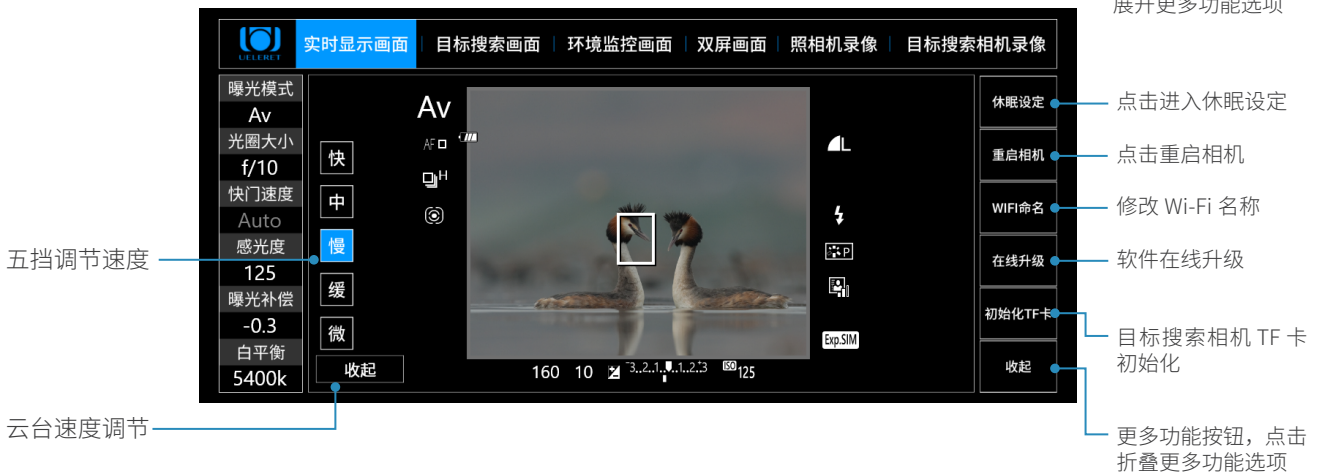 展开更多功能选项
UELERET
实时显示画面
目标搜索画面
环境监控画面
双屏画面
照相机录像
目标搜索相机录像
曝光模式
Av
光圈大小
f/10
快门速度
Auto
感光度
125
曝光补偿
-0.3
白平衡
5400k
快
中
慢
缓
微
收起
Av
AF
H
L
P
Exp.SIM
160 10 -3..2..1..0..1..2..3 ISO 125
休眠设定
重启相机
WIFI命名
在线升级
初始化TF卡
收起
五挡调节速度
云台速度调节
点击进入休眠设定
点击重启相机
修改 Wi-Fi 名称
软件在线升级
目标搜索相机 TF 卡
初始化
更多功能按钮，点击
折叠更多功能选项